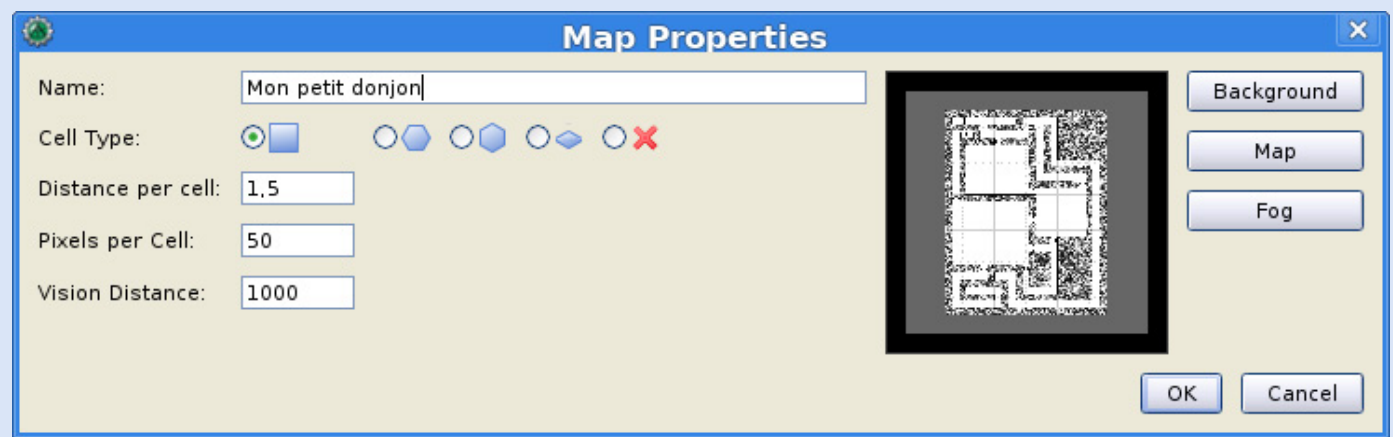 Map Properties
Name: Mon petit donjon
Background
Cell Type:
Map
Distance per cell: 1,5
Fog
Pixels per Cell: 50
Vision Distance: 1000
OK Cancel